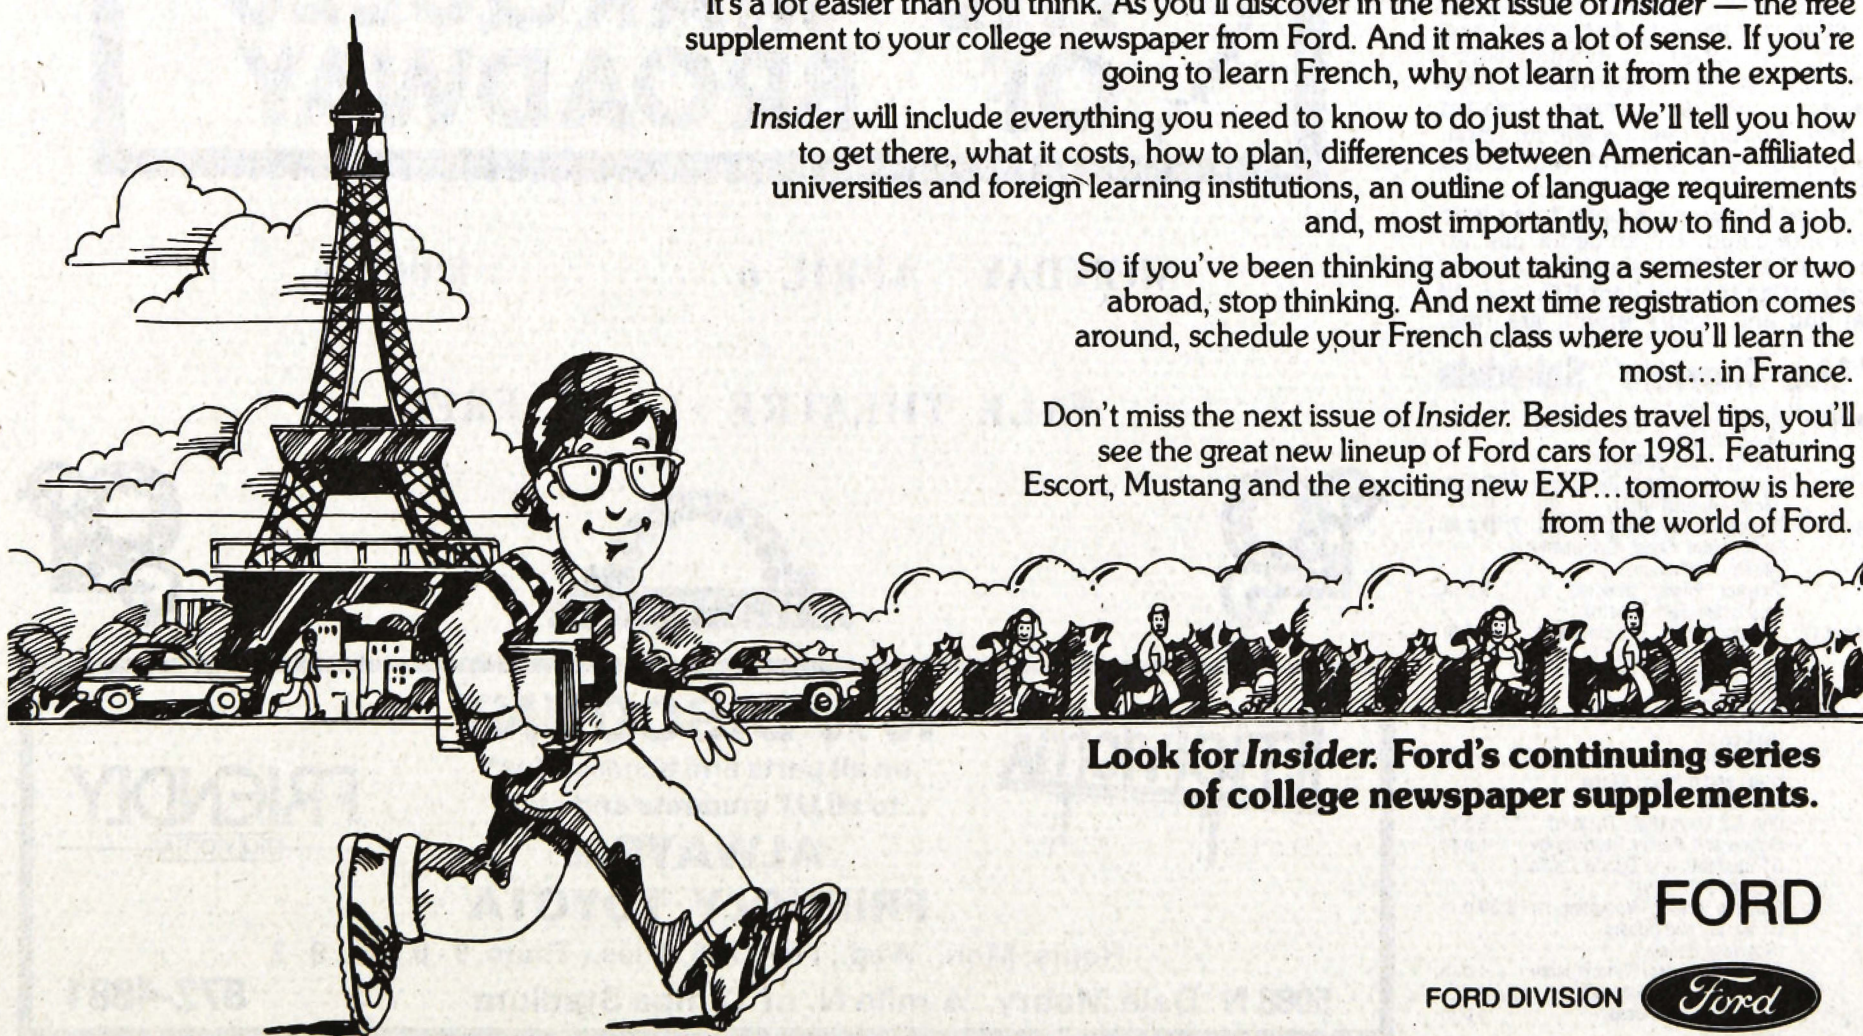 It's a lot easier than you think. As you'll discover in the next issue of Insider — the free
supplement to your college newspaper from Ford. And it makes a lot of sense. If you're
going to learn French, why not learn it from the experts.
Insider will include everything you need to know to do just that. We'll tell you how
to get there, what it costs, how to plan, differences between American-affiliated
universities and foreign learning institutions, an outline of language requirements
and, most importantly, how to find a job.
So if you've been thinking about taking a semester or two
abroad, stop thinking. And next time registration comes
around, schedule your French class where you'll learn the
most...in France.
Don't miss the next issue of Insider. Besides travel tips, you'll
see the great new lineup of Ford cars for 1981. Featuring
Escort, Mustang and the exciting new EXP...tomorrow is here
from the world of Ford.
3
Look for Insider. Ford's continuing series
of college newspaper supplements.
FORD
FORD DIVISION Ford